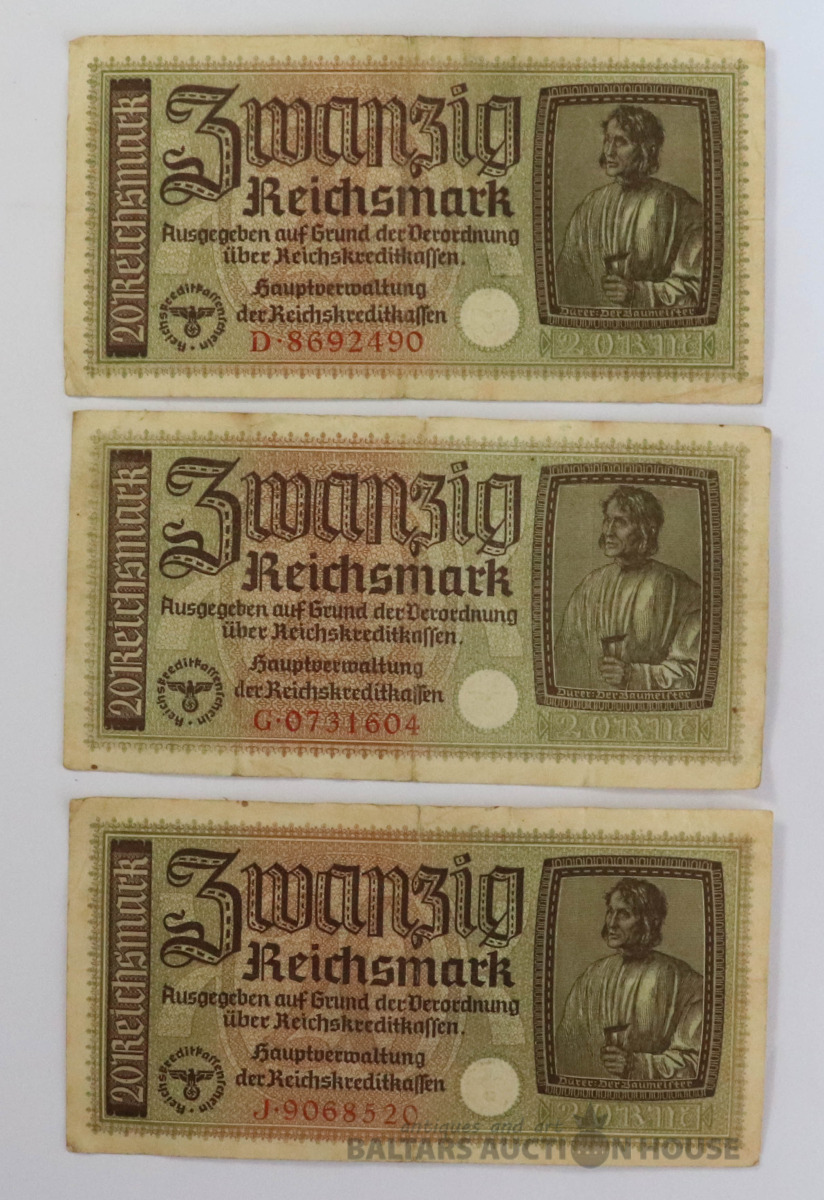 20 Reichsmark
Zwanzig
Reichsmark
Ausgegeben auf Grund der Verordnung
über Reichskreditkassen.
Hauptverwaltung
der Reichskreditkassen
Reichskreditkassenschein
D·8692490
Dürer: Der Baumeister
20 RM
20 Reichsmark
Zwanzig
Reichsmark
Ausgegeben auf Grund der Verordnung
über Reichskreditkassen.
Hauptverwaltung
der Reichskreditkassen
Reichskreditkassenschein
G·0731604
Dürer: Der Baumeister
20 RM
20 Reichsmark
Zwanzig
Reichsmark
Ausgegeben auf Grund der Verordnung
über Reichskreditkassen.
Hauptverwaltung
der Reichskreditkassen
Reichskreditkassenschein
J·9068520
Dürer: Der Baumeister
20 RM
antiques and art
BALTARS AUCTION HOUSE